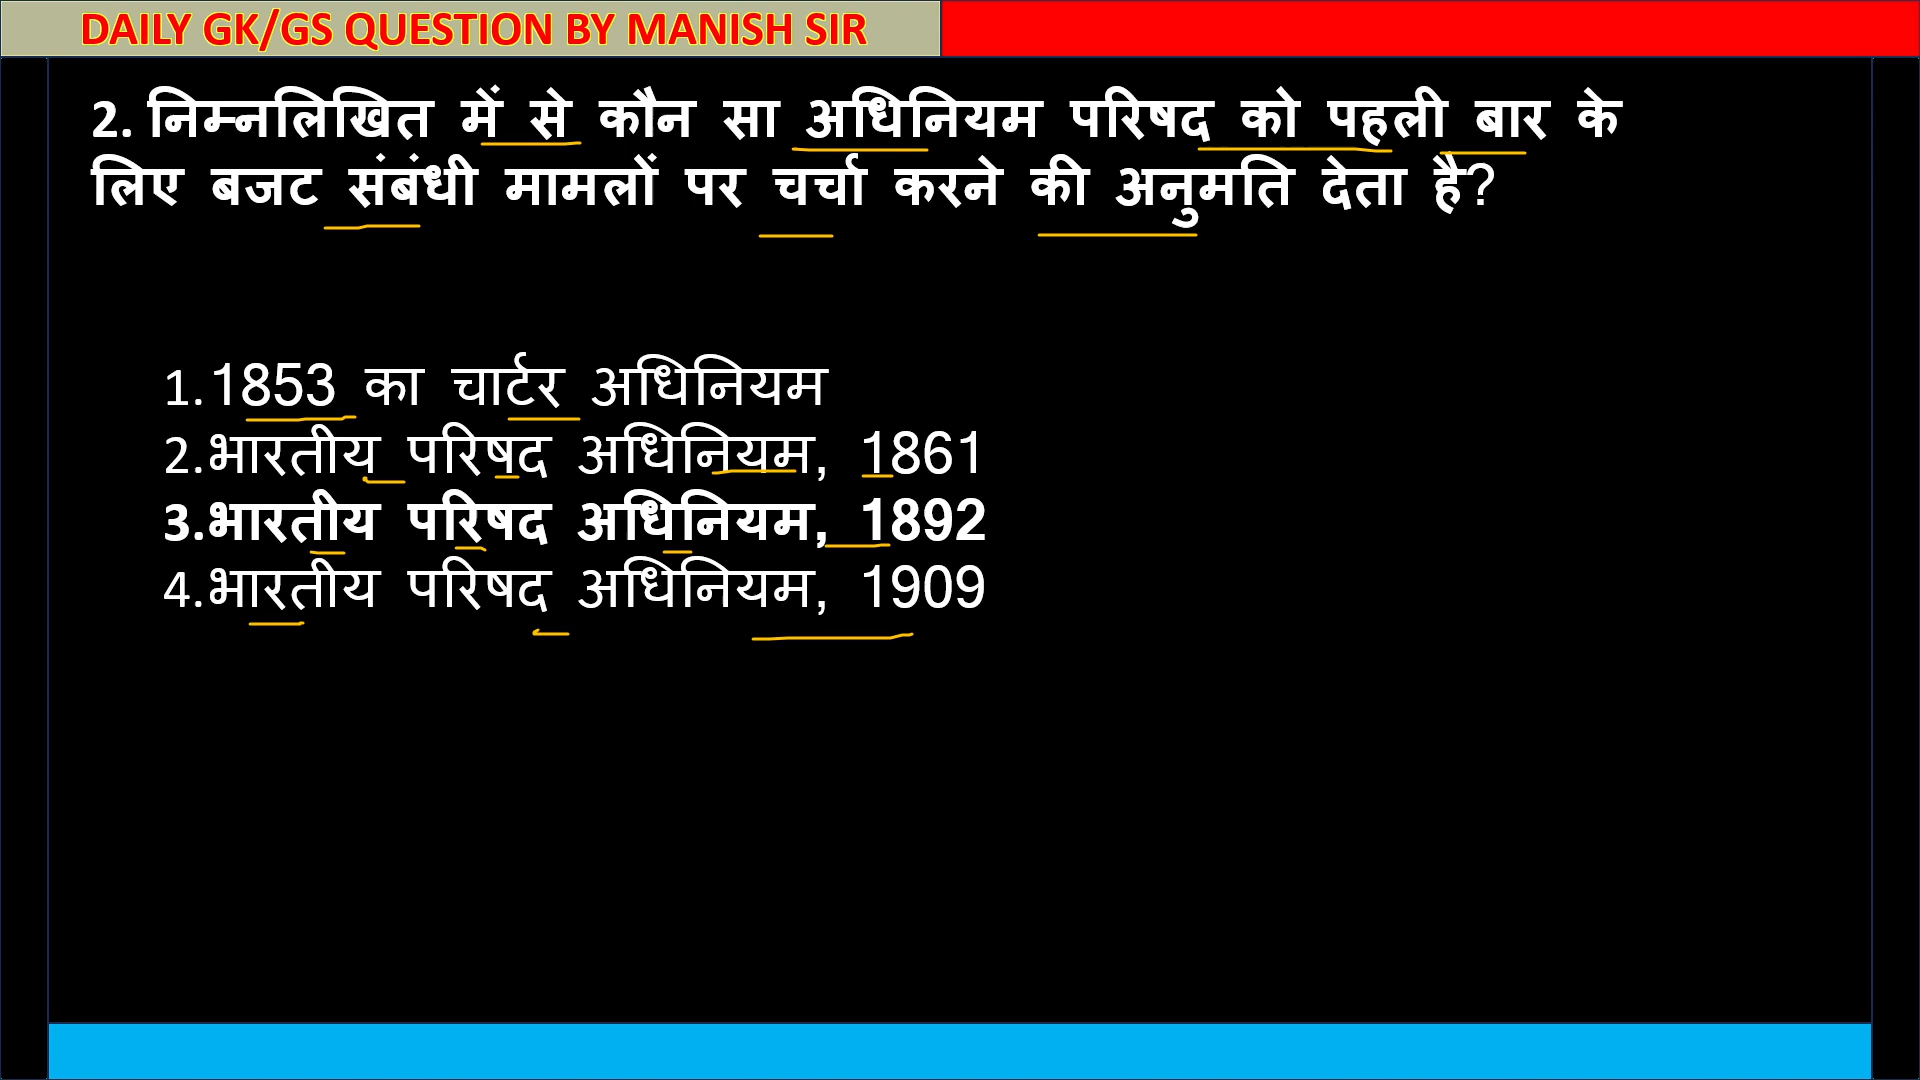 DAILY GK/GS QUESTION BY MANISH SIR
2. निम्नलिखित में से कौन सा अधिनियम परिषद को पहली बार के
लिए बजट संबंधी मामलों पर चर्चा करने की अनुमति देता है?
1.1853 का चार्टर अधिनियम
2.भारतीय परिषद अधिनियम, 1861
3.भारतीय परिषद अधिनियम, 1892
4.भारतीय परिषद अधिनियम, 1909